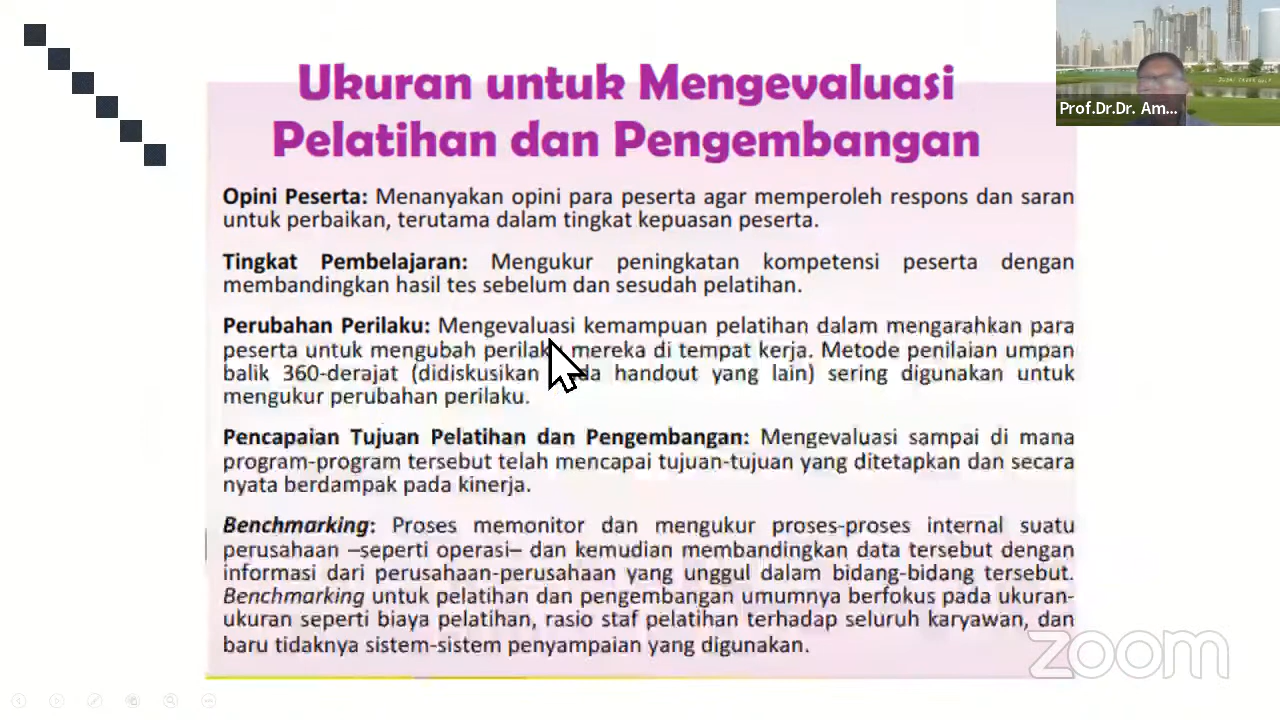 Ukuran untuk Mengevaluasi
Pelatihan dan Pengembangan
Prof.Dr.Dr. Am...
Opini Peserta: Menanyakan opini para peserta agar memperoleh respons dan saran
untuk perbaikan, terutama dalam tingkat kepuasan peserta.
Tingkat Pembelajaran: Mengukur peningkatan kompetensi peserta dengan
membandingkan hasil tes sebelum dan sesudah pelatihan.
Perubahan Perilaku: Mengevaluasi kemampuan pelatihan dalam mengarahkan para
peserta untuk mengubah perilaku mereka di tempat kerja. Metode penilaian umpan
balik 360-derajat (didiskusikan handout yang lain) sering digunakan untuk
mengukur perubahan perilaku.
Pencapaian Tujuan Pelatihan dan Pengembangan: Mengevaluasi sampai di mana
program-program tersebut telah mencapai tujuan-tujuan yang ditetapkan dan secara
nyata berdampak pada kinerja.
Benchmarking: Proses memonitor dan mengukur proses-proses internal suatu
perusahaan –seperti operasi– dan kemudian membandingkan data tersebut dengan
informasi dari perusahaan-perusahaan yang unggul dalam bidang-bidang tersebut.
Benchmarking untuk pelatihan dan pengembangan umumnya berfokus pada ukuran-
ukuran seperti biaya pelatihan, rasio staf pelatihan terhadap seluruh karyawan, dan
baru tidaknya sistem-sistem penyampaian yang digunakan.
zoom